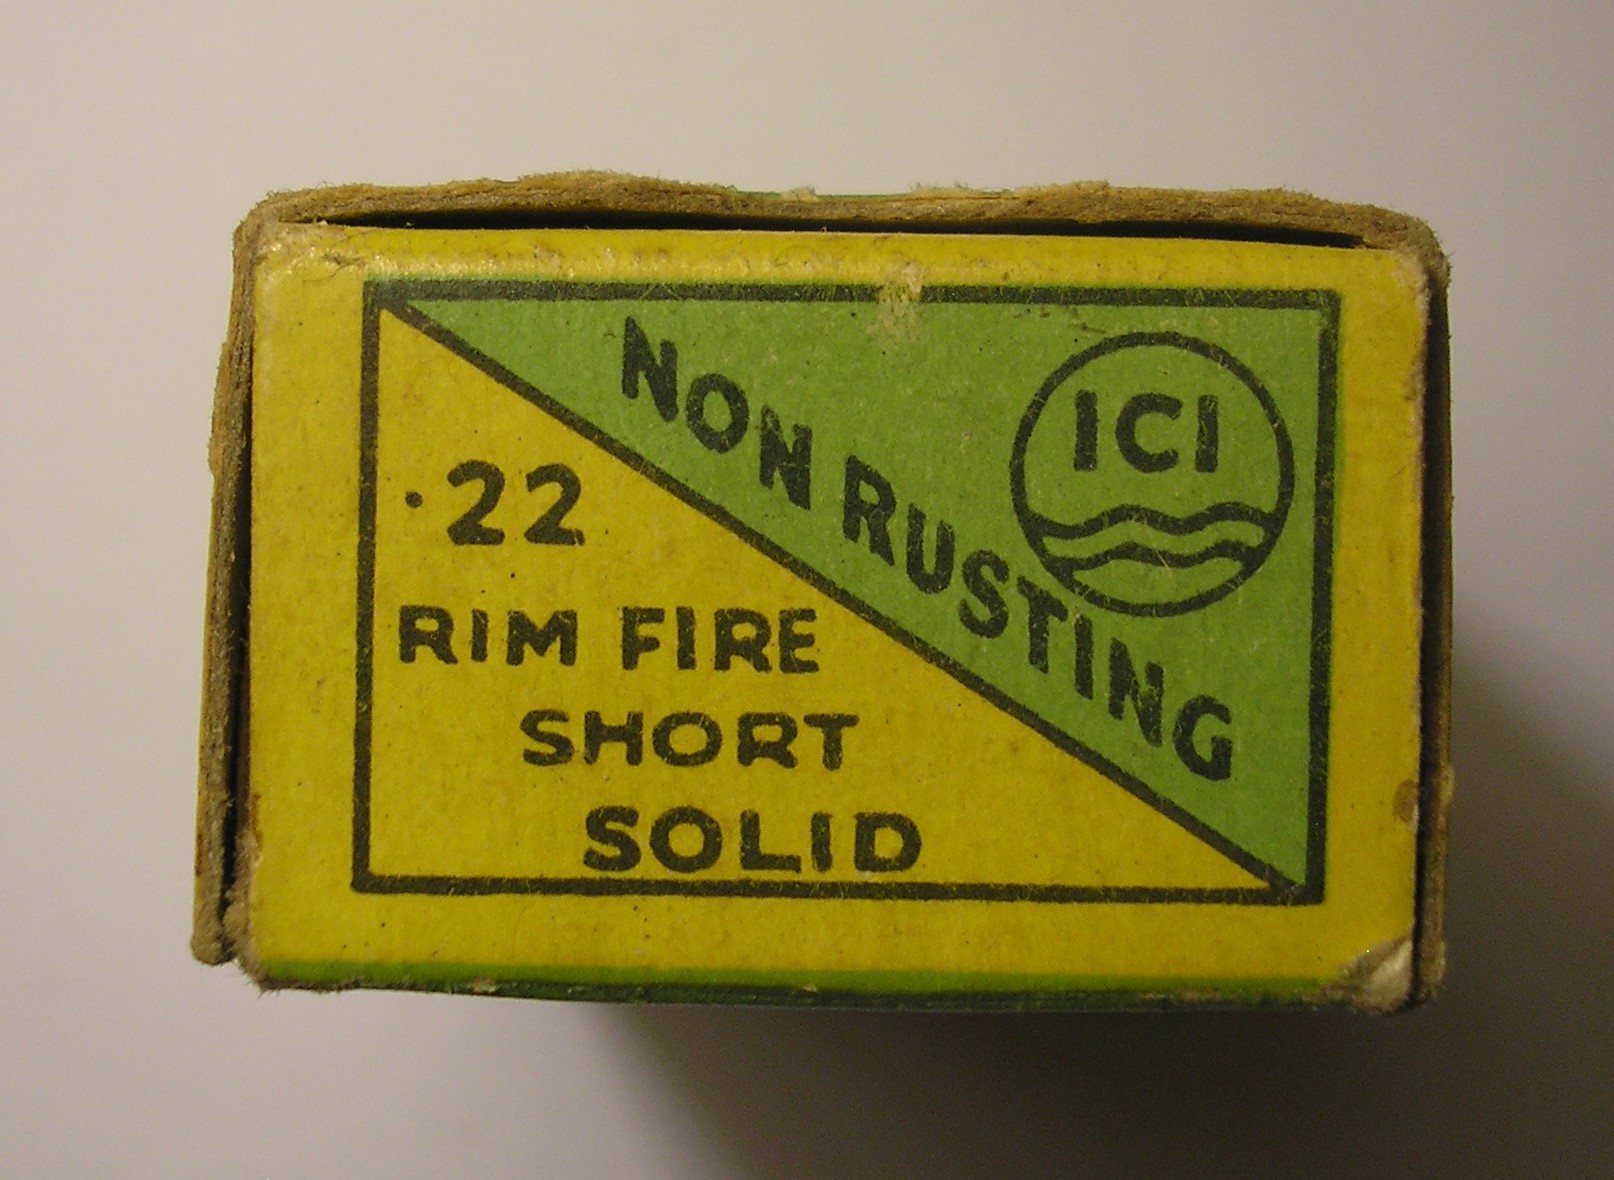 NON RUSTING
ICI
.22
RIM FIRE
SHORT
SOLID